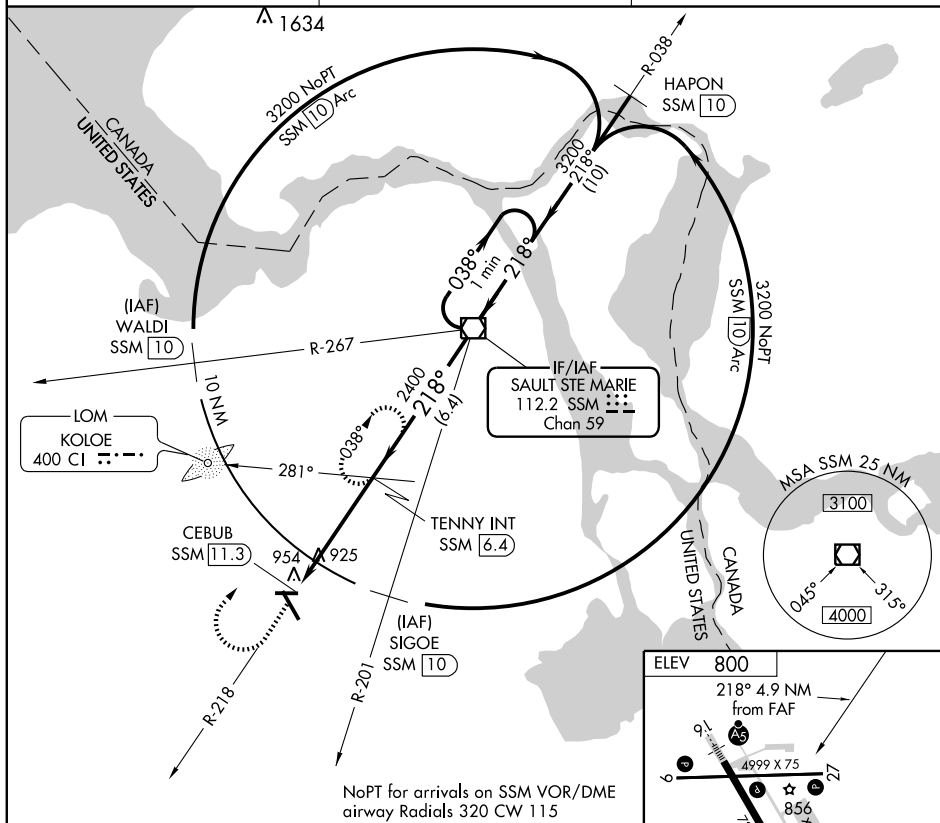 1634
R-038
HAPON
SSM 10
3200 NoPT
SSM 10 Arc
CANADA
UNITED STATES
3200
218°
(10)
038°
1 min
218°
(IAF)
WALDI
SSM 10
R-267
3200 NoPT
SSM 10 Arc
IF/IAF
SAULT STE MARIE
112.2 SSM
Chan 59
10 NM
2400
218°
(6.4)
LOM
KOLOE
400 CI
038°
281°
MSA SSM 25 NM
3100
045°
315°
4000
TENNY INT
SSM 6.4
CEBUB
SSM 11.3
954
925
CANADA
UNITED STATES
(IAF)
SIGOE
SSM 10
R-218
R-201
NoPT for arrivals on SSM VOR/DME
airway Radials 320 CW 115
ELEV 800
218° 4.9 NM
from FAF
16
A5
P
4999 X 75
9
27
P
P
856